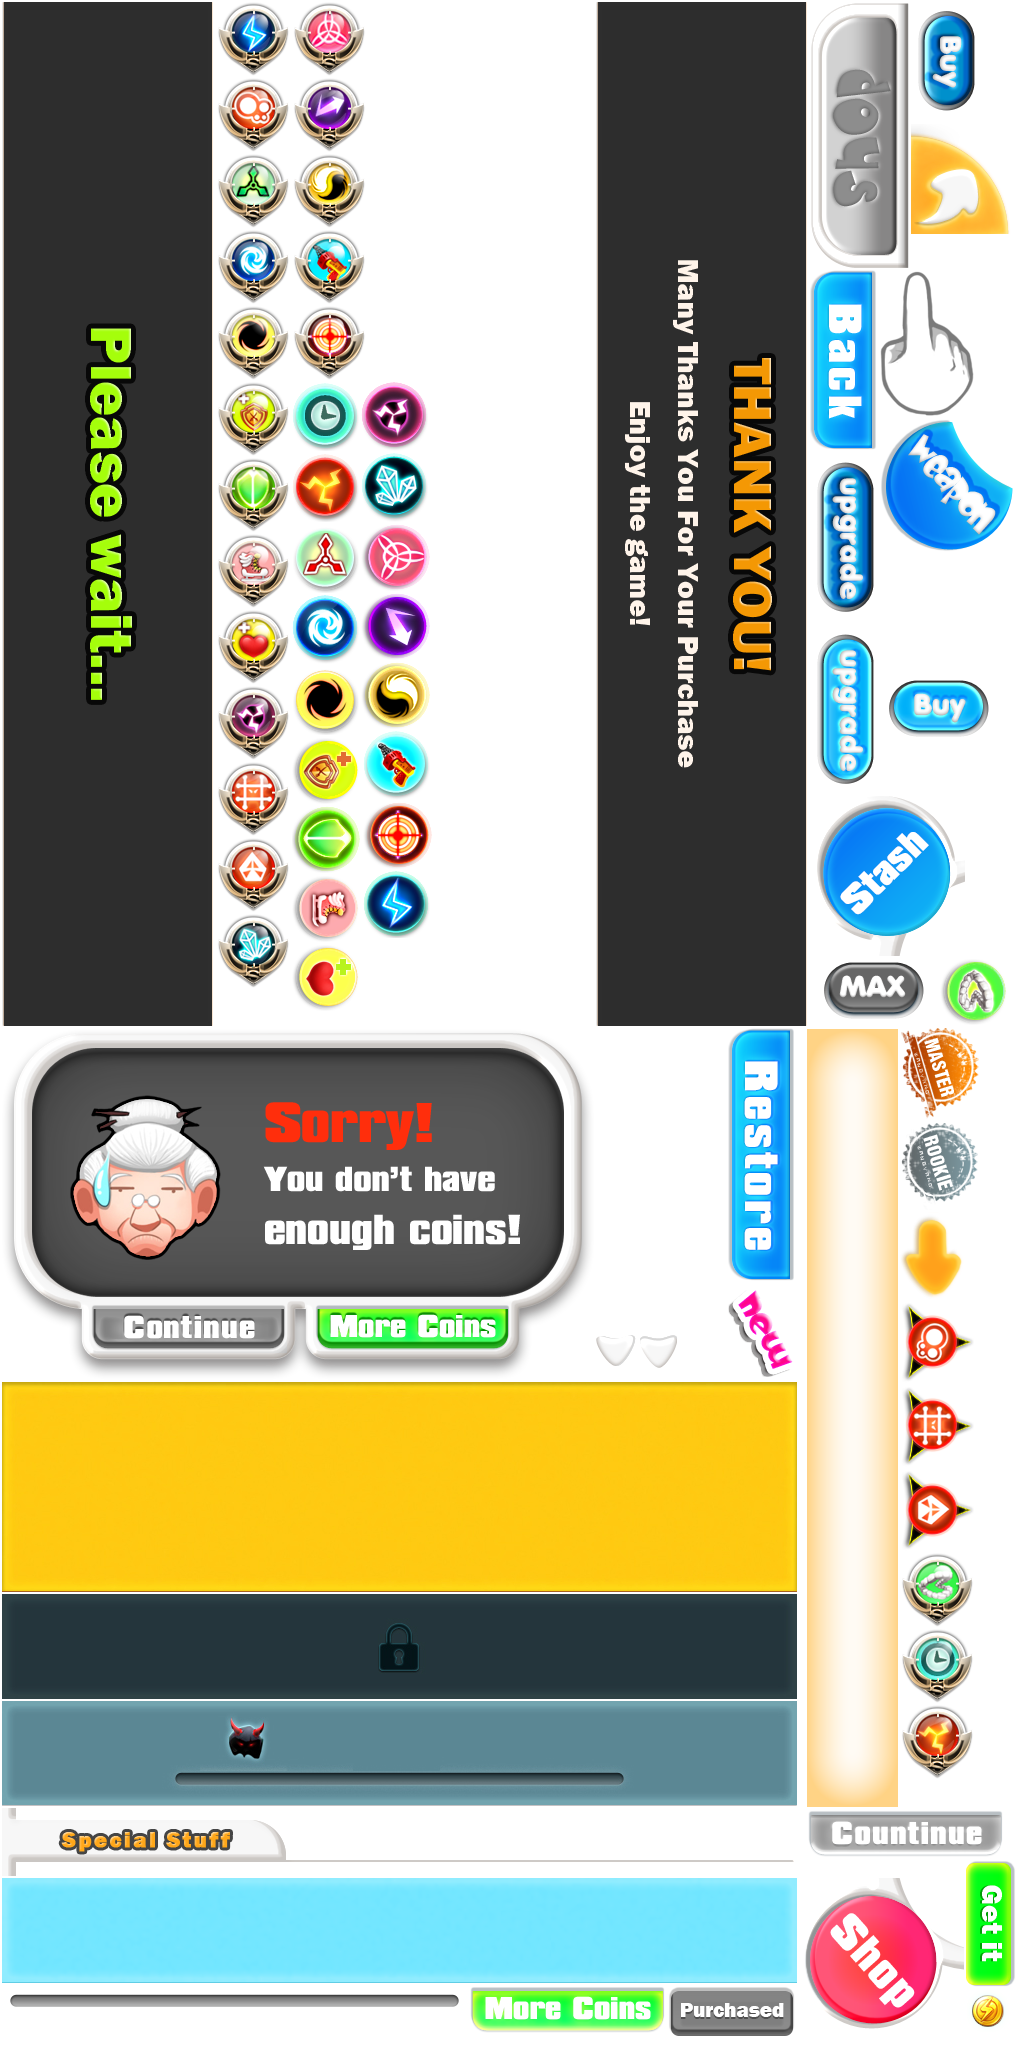 Please wait...
THANK YOU!
Many Thanks You For Your Purchase
Enjoy the game!
Shop
Buy
Back
weapon
upgrade
upgrade
Buy
Stash
MAX
Sorry!
You don't have
enough coins!
Continue
More Coins
Restore
new
MASTER
ROOKIE
Special Stuff
Countinue
Shop
Get it
More Coins
Purchased